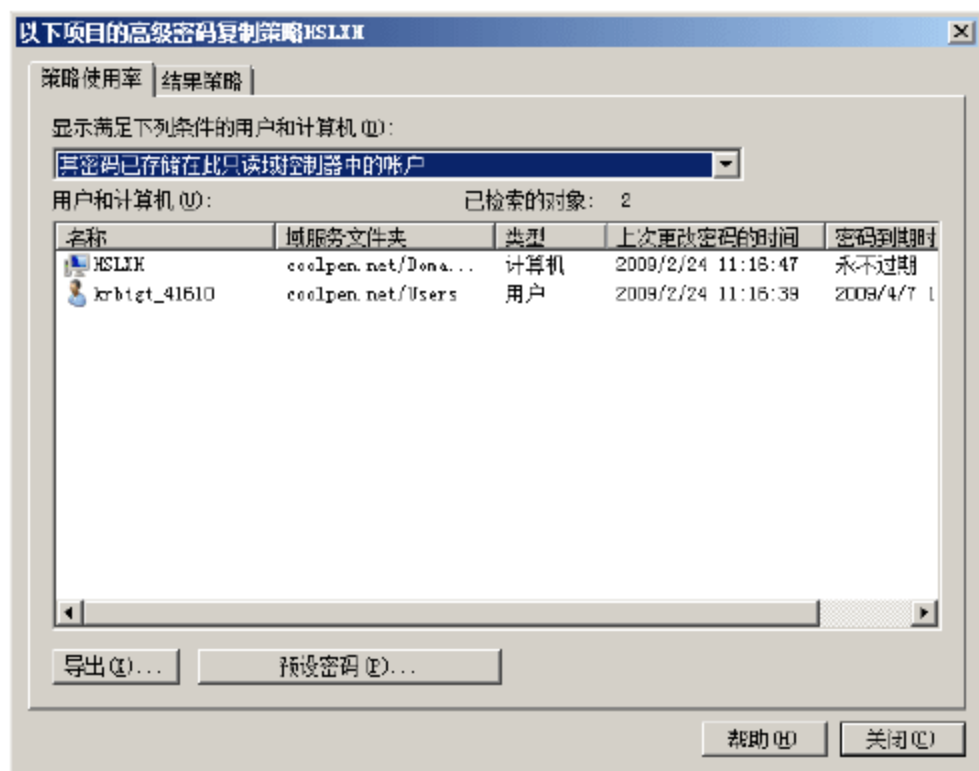 以下项目的高级密码复制策略HSLXH
策略使用率 结果策略
显示满足下列条件的用户和计算机(D):
其密码已存储在此只读域控制器中的帐户
用户和计算机(U): 已检索的对象: 2
名称 域服务文件夹 类型 上次更改密码的时间 密码到期时
HSLXH coolpen.net/Doma... 计算机 2009/2/24 11:16:47 永不过期
krbtgt_41610 coolpen.net/Users 用户 2009/2/24 11:16:39 2009/4/7 1
导出(X)... 预设密码(P)...
帮助(H) 关闭(C)